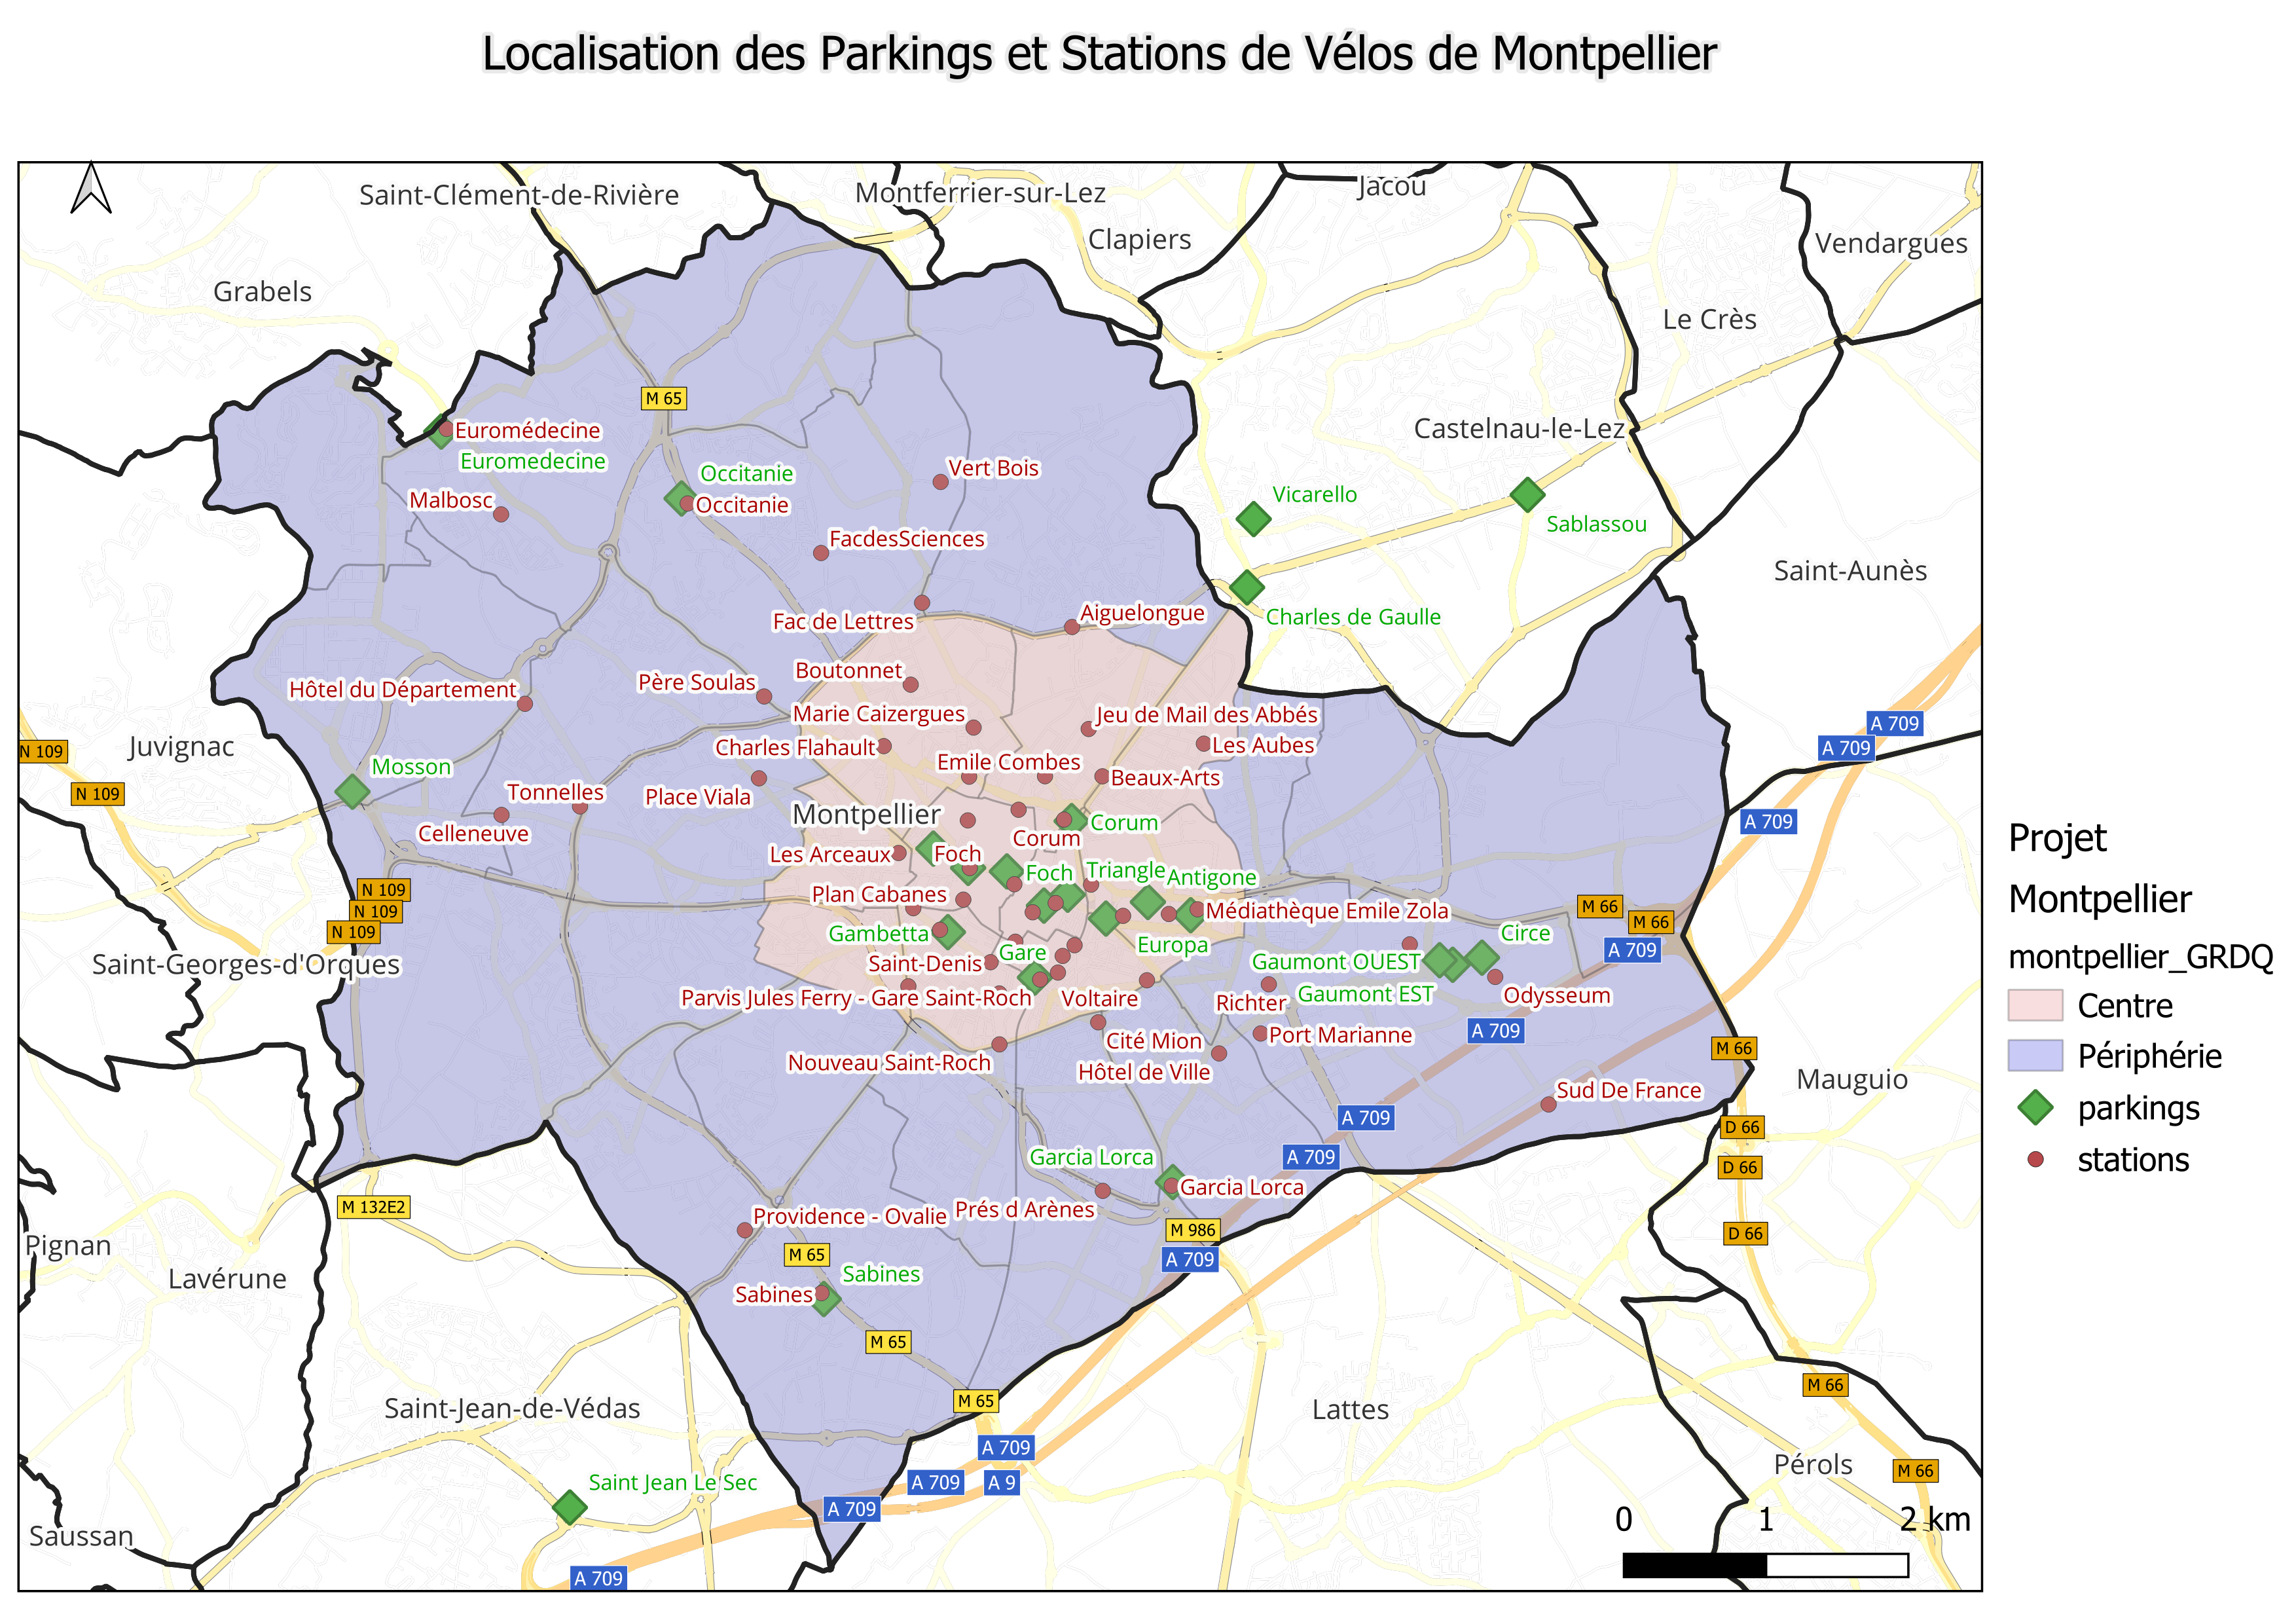 Localisation des Parkings et Stations de Vélos de Montpellier
Saint-Clément-de-Rivière
Montferrier-sur-Lez
Jacou
Clapiers
Vendargues
Grabels
Le Crès
M 65
Castelnau-le-Lez
Euromédecine
Euromedecine
Occitanie
Occitanie
Vert Bois
Malbosc
Vicarello
Sablassou
FacdesSciences
Saint-Aunès
Charles de Gaulle
Fac de Lettres
Aiguelongue
Boutonnet
Père Soulas
Hôtel du Département
Marie Caizergues
Jeu de Mail des Abbés
A 709
Juvignac
N 109
Charles Flahault
Les Aubes
A 709
Mosson
Emile Combes
Beaux-Arts
N 109
Tonnelles
Place Viala
Montpellier
Celleneuve
Corum
Corum
A 709
Les Arceaux
Foch
Foch
Triangle
Antigone
N 109
Plan Cabanes
N 109
Médiathèque Emile Zola
M 66
M 66
N 109
Gambetta
Europa
Circe
A 709
Gare
Saint-Denis
Gaumont OUEST
Saint-Georges-d'Orques
Parvis Jules Ferry - Gare Saint-Roch
Voltaire
Richter
Gaumont EST
Odysseum
A 709
Cité Mion
Port Marianne
M 66
Nouveau Saint-Roch
Hôtel de Ville
Mauguio
Sud De France
A 709
D 66
Garcia Lorca
A 709
D 66
Garcia Lorca
M 132E2
Prés d Arènes
Providence - Ovalie
M 986
D 66
Pignan
M 65
A 709
Lavérune
Sabines
Sabines
M 65
M 65
M 66
Saint-Jean-de-Védas
Lattes
A 709
Pérols
M 66
Saint Jean Le Sec
A 709
A 9
A 709
Saussan
A 709
0 1 2 km
Projet
Montpellier
montpellier_GRDQ
Centre
Périphérie
parkings
stations